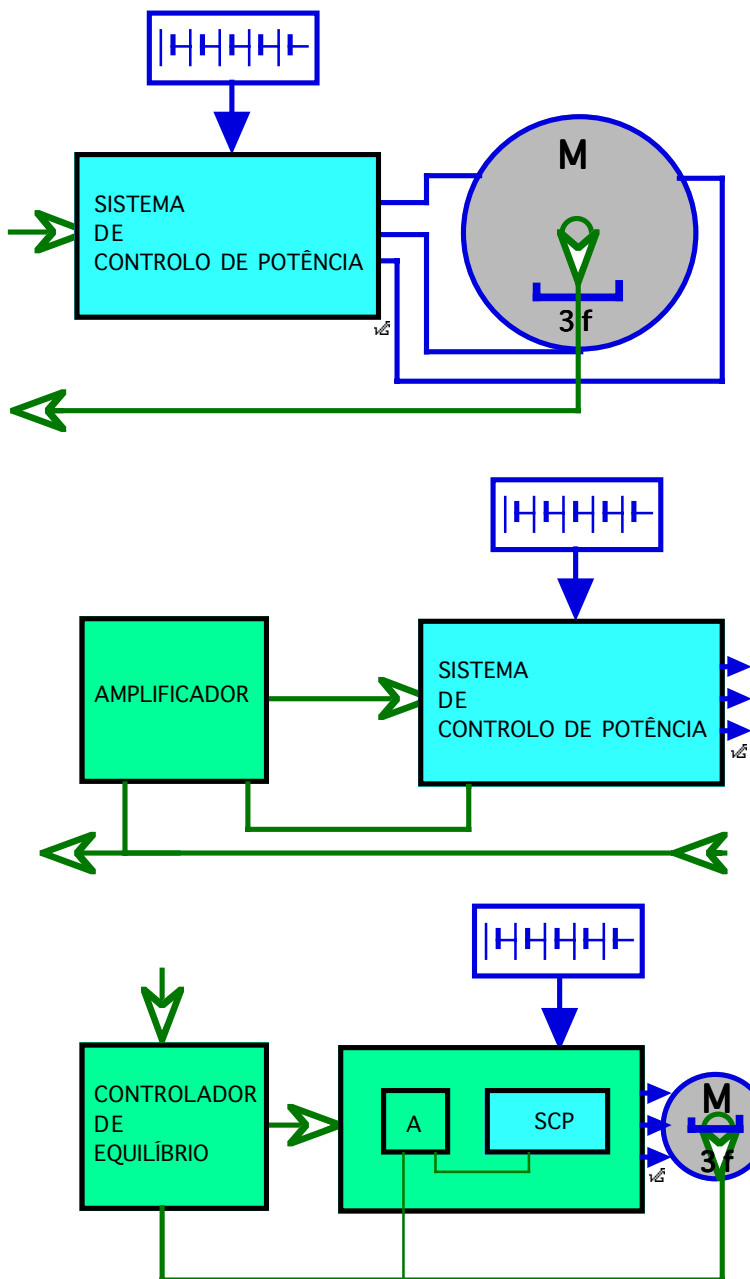 M
SISTEMA
DE
CONTROLO DE POTÊNCIA
3 f
SISTEMA
AMPLIFICADOR
DE
CONTROLO DE POTÊNCIA
CONTROLADOR
DE
EQUILÍBRIO
A
SCP
M
3 f